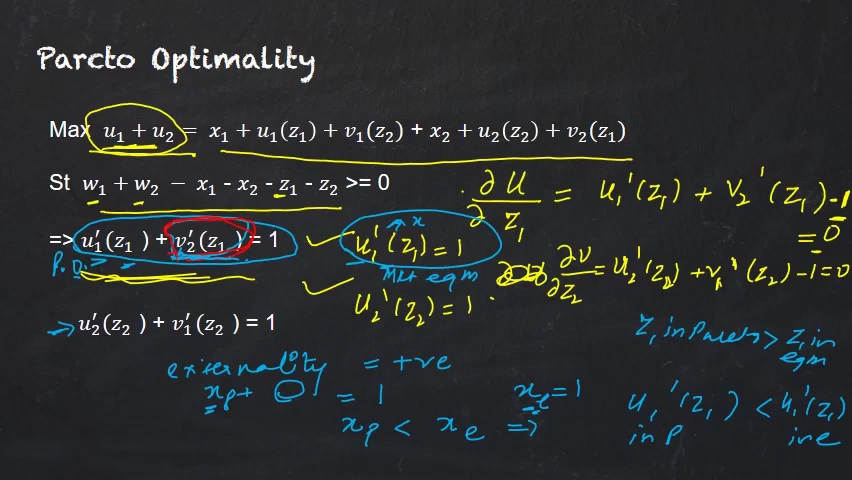 Parcto Optimality
Max u₁ + u₂ = x₁ + u₁(z₁) + v₁(z₂) + x₂ + u₂(z₂) + v₂(z₁)
St w₁ + w₂ − x₁ - x₂ - z₁ - z₂ >= 0
∂U/∂z₁ = u₁'(z₁) + v₂'(z₁) - 1 = 0
=> u₁′(z₁) + v₂′(z₁) = 1
u₁'(z₁) = 1
x
P.O.
Mkt eqm
∂U/∂z₂ = u₂'(z₂) + v₁'(z₂) - 1 = 0
u₂'(z₂) = 1
→ u₂′(z₂) + v₁′(z₂) = 1
z₁ in Pareto > z₁ in eqm
externality = +ve
xₚ + O = 1
xₑ = 1
xₚ < xₑ ⇒
u₁'(z₁) < u₁'(z₁)
in P in e